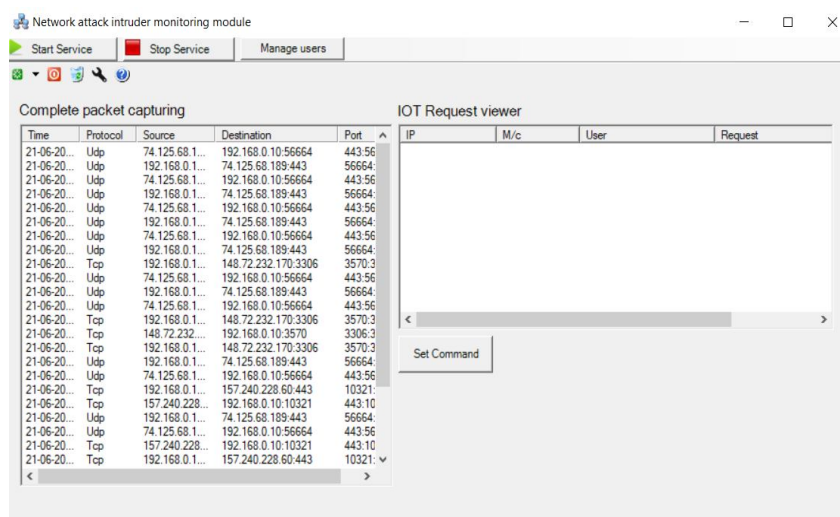 Network attack intruder monitoring module
Start Service Stop Service Manage users
Complete packet capturing IOT Request viewer
Time Protocol Source Destination Port IP M/c User Request
21-06-20... Udp 74.125.68.1... 192.168.0.10:56664 443:56
21-06-20... Udp 192.168.0.1... 74.125.68.189:443 56664:
21-06-20... Udp 74.125.68.1... 192.168.0.10:56664 443:56
21-06-20... Udp 192.168.0.1... 74.125.68.189:443 56664:
21-06-20... Udp 74.125.68.1... 192.168.0.10:56664 443:56
21-06-20... Udp 192.168.0.1... 74.125.68.189:443 56664:
21-06-20... Udp 74.125.68.1... 192.168.0.10:56664 443:56
21-06-20... Udp 192.168.0.1... 74.125.68.189:443 56664:
21-06-20... Tcp 192.168.0.1... 148.72.232.170:3306 3570:3
21-06-20... Udp 74.125.68.1... 192.168.0.10:56664 443:56
21-06-20... Udp 192.168.0.1... 74.125.68.189:443 56664:
21-06-20... Udp 74.125.68.1... 192.168.0.10:56664 443:56
21-06-20... Tcp 192.168.0.1... 148.72.232.170:3306 3570:3
21-06-20... Tcp 148.72.232.... 192.168.0.10:3570 3306:3
21-06-20... Tcp 192.168.0.1... 148.72.232.170:3306 3570:3
Set Command
21-06-20... Udp 192.168.0.1... 74.125.68.189:443 56664:
21-06-20... Udp 74.125.68.1... 192.168.0.10:56664 443:56
21-06-20... Tcp 192.168.0.1... 157.240.228.60:443 10321:
21-06-20... Tcp 157.240.228... 192.168.0.10:10321 443:10
21-06-20... Udp 192.168.0.1... 74.125.68.189:443 56664:
21-06-20... Udp 74.125.68.1... 192.168.0.10:56664 443:56
21-06-20... Tcp 157.240.228... 192.168.0.10:10321 443:10
21-06-20... Tcp 192.168.0.1... 157.240.228.60:443 10321: